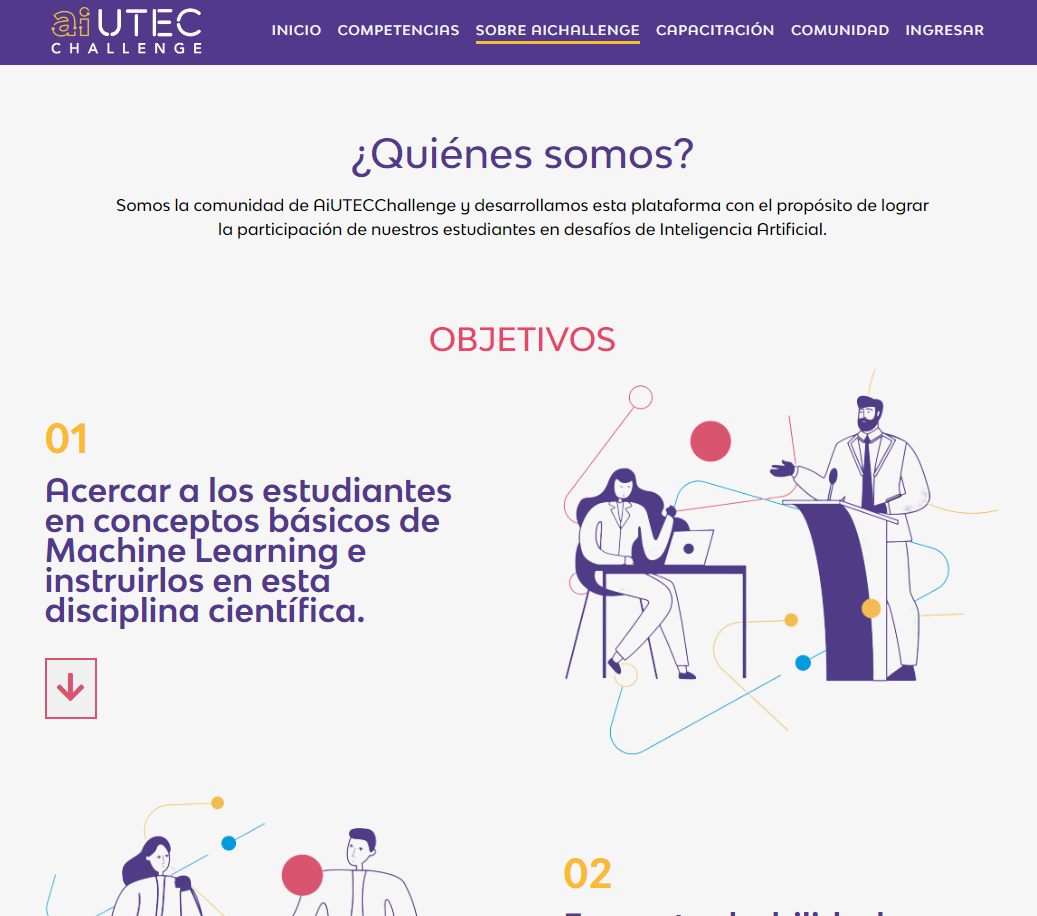 ai UTEC
CHALLENGE
INICIO COMPETENCIAS SOBRE AICHALLENGE CAPACITACIÓN COMUNIDAD INGRESAR
¿Quiénes somos?
Somos la comunidad de AiUTECChallenge y desarrollamos esta plataforma con el propósito de lograr
la participación de nuestros estudiantes en desafíos de Inteligencia Artificial.
OBJETIVOS
01
Acercar a los estudiantes
en conceptos básicos de
Machine Learning e
instruirlos en esta
disciplina científica.
02